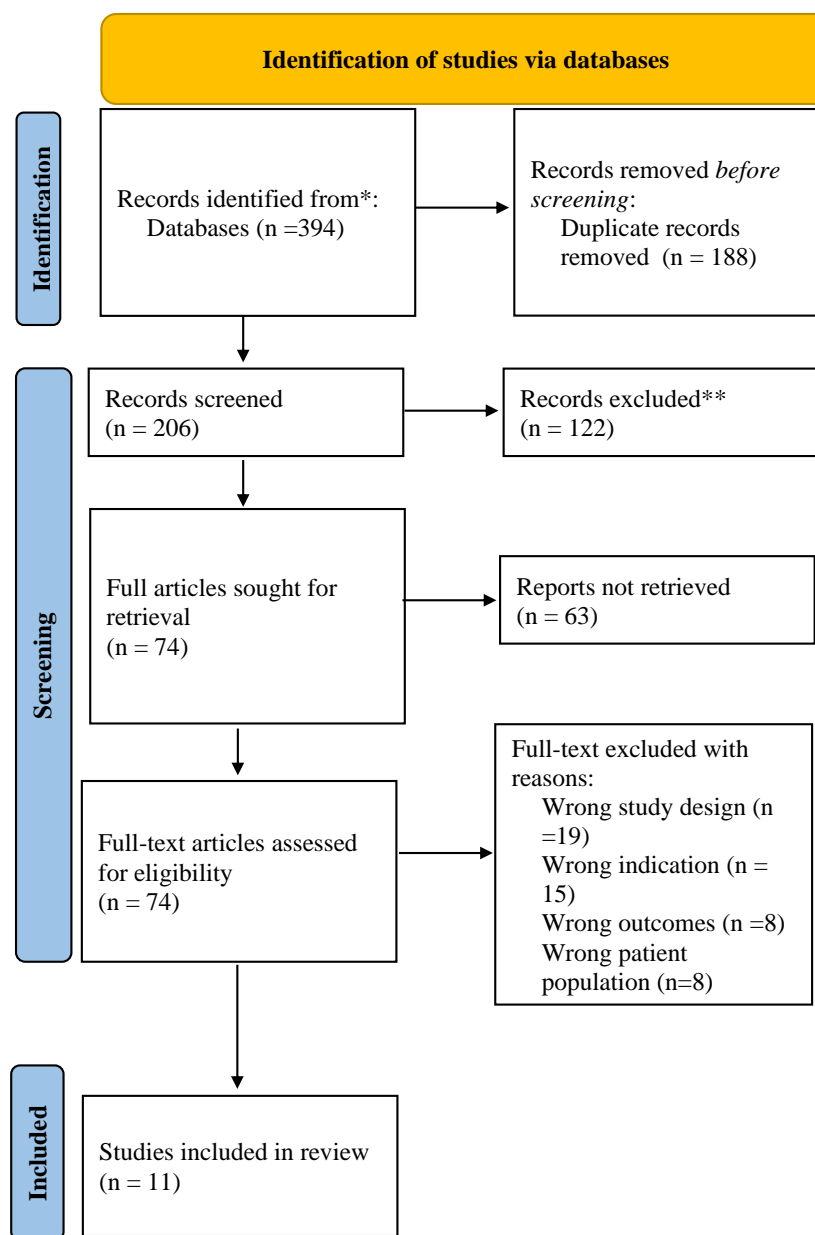 Identification of studies via databases
Identification
Records identified from*:
Databases (n =394)
Records removed before
screening:
Duplicate records
removed  (n = 188)
Screening
Records screened
(n = 206)
Records excluded**
(n = 122)
Full articles sought for
retrieval
(n = 74)
Reports not retrieved
(n = 63)
Full-text articles assessed
for eligibility
(n = 74)
Full-text excluded with
reasons:
Wrong study design (n
=19)
Wrong indication (n =
15)
Wrong outcomes (n =8)
Wrong patient
population (n=8)
Included
Studies included in review
(n = 11)